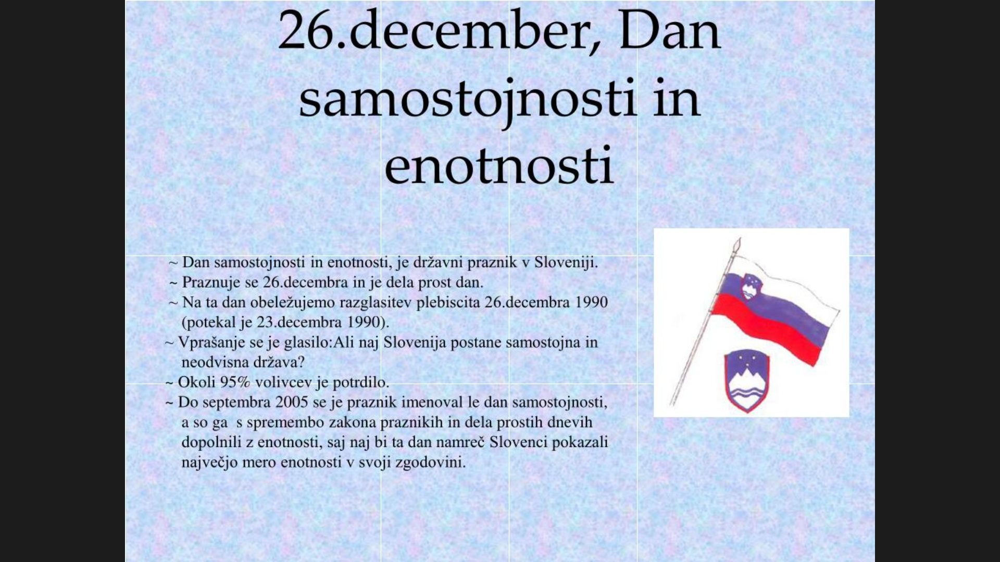 26.december, Dan
samostojnosti in
enotnosti
~ Dan samostojnosti in enotnosti, je državni praznik v Sloveniji.
~ Praznuje se 26.decembra in je dela prost dan.
~ Na ta dan obeležujemo razglasitev plebiscita 26.decembra 1990
(potekal je 23.decembra 1990).
~ Vprašanje se je glasilo:Ali naj Slovenija postane samostojna in
neodvisna država?
~ Okoli 95% volivcev je potrdilo.
~ Do septembra 2005 se je praznik imenoval le dan samostojnosti,
a so ga  s spremembo zakona praznikih in dela prostih dnevih
dopolnili z enotnosti, saj naj bi ta dan namreč Slovenci pokazali
največjo mero enotnosti v svoji zgodovini.